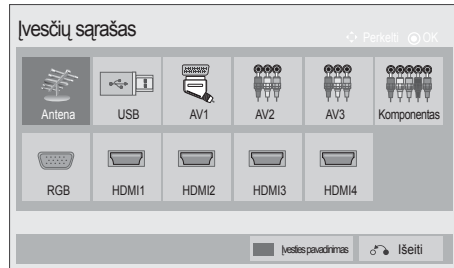 Įvesčių sąrašas
Perkelti OK
Antena USB AV1 AV2 AV3 Komponentas
RGB HDMI1 HDMI2 HDMI3 HDMI4
Įvesties pavadinimas Išeiti